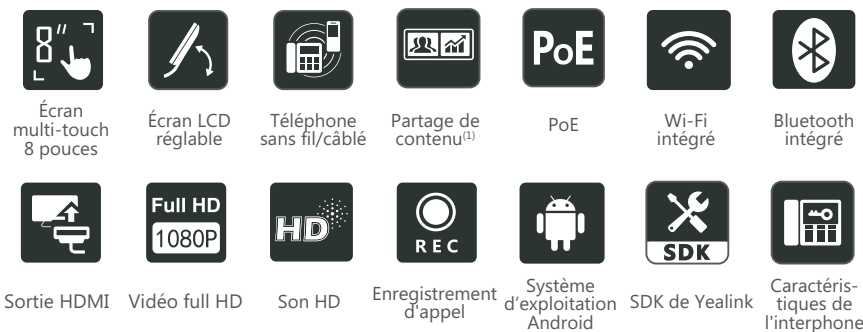 8"
PoE
Écran
multi-touch
8 pouces
Écran LCD
réglable
Téléphone
sans fil/câblé
Partage de
contenu(1)
PoE
Wi-Fi
intégré
Bluetooth
intégré
Full HD
1080P
HD
REC
SDK
Sortie HDMI
Vidéo full HD
Son HD
Enregistrement
d'appel
Système
d'exploitation
Android
SDK de Yealink
Caractéris-
tiques de
l'interphone